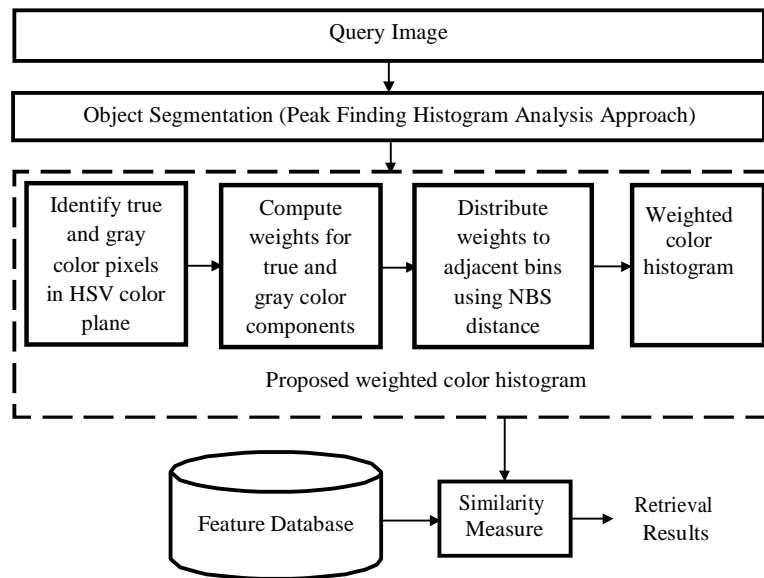 Query Image
Object Segmentation (Peak Finding Histogram Analysis Approach)
Identify true
and gray
color pixels
in HSV color
plane
Compute
weights for
true and
gray color
components
Distribute
weights to
adjacent bins
using NBS
distance
Weighted
color
histogram
Proposed weighted color histogram
Feature Database
Similarity
Measure
Retrieval
Results